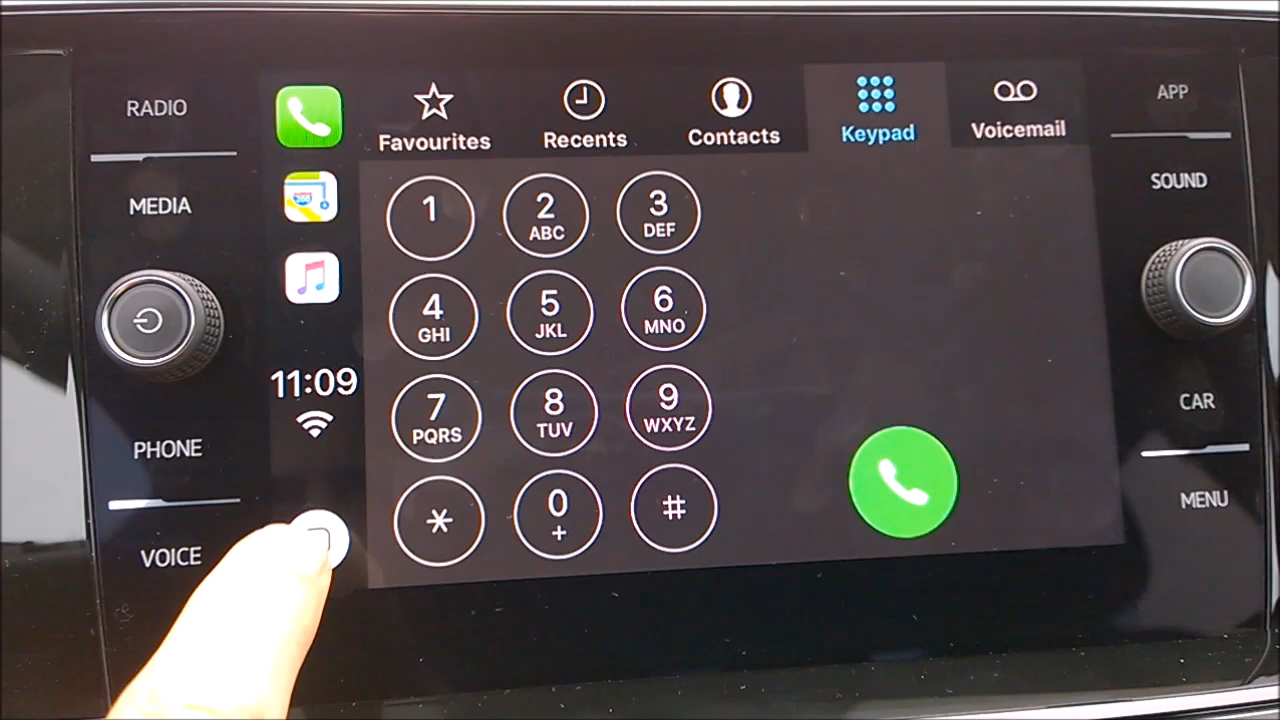 RADIO
MEDIA
PHONE
VOICE
11:09
Favourites
Recents
Contacts
Keypad
Voicemail
1
2
ABC
3
DEF
4
GHI
5
JKL
6
MNO
7
PQRS
8
TUV
9
WXYZ
*
0
+
#
APP
SOUND
CAR
MENU